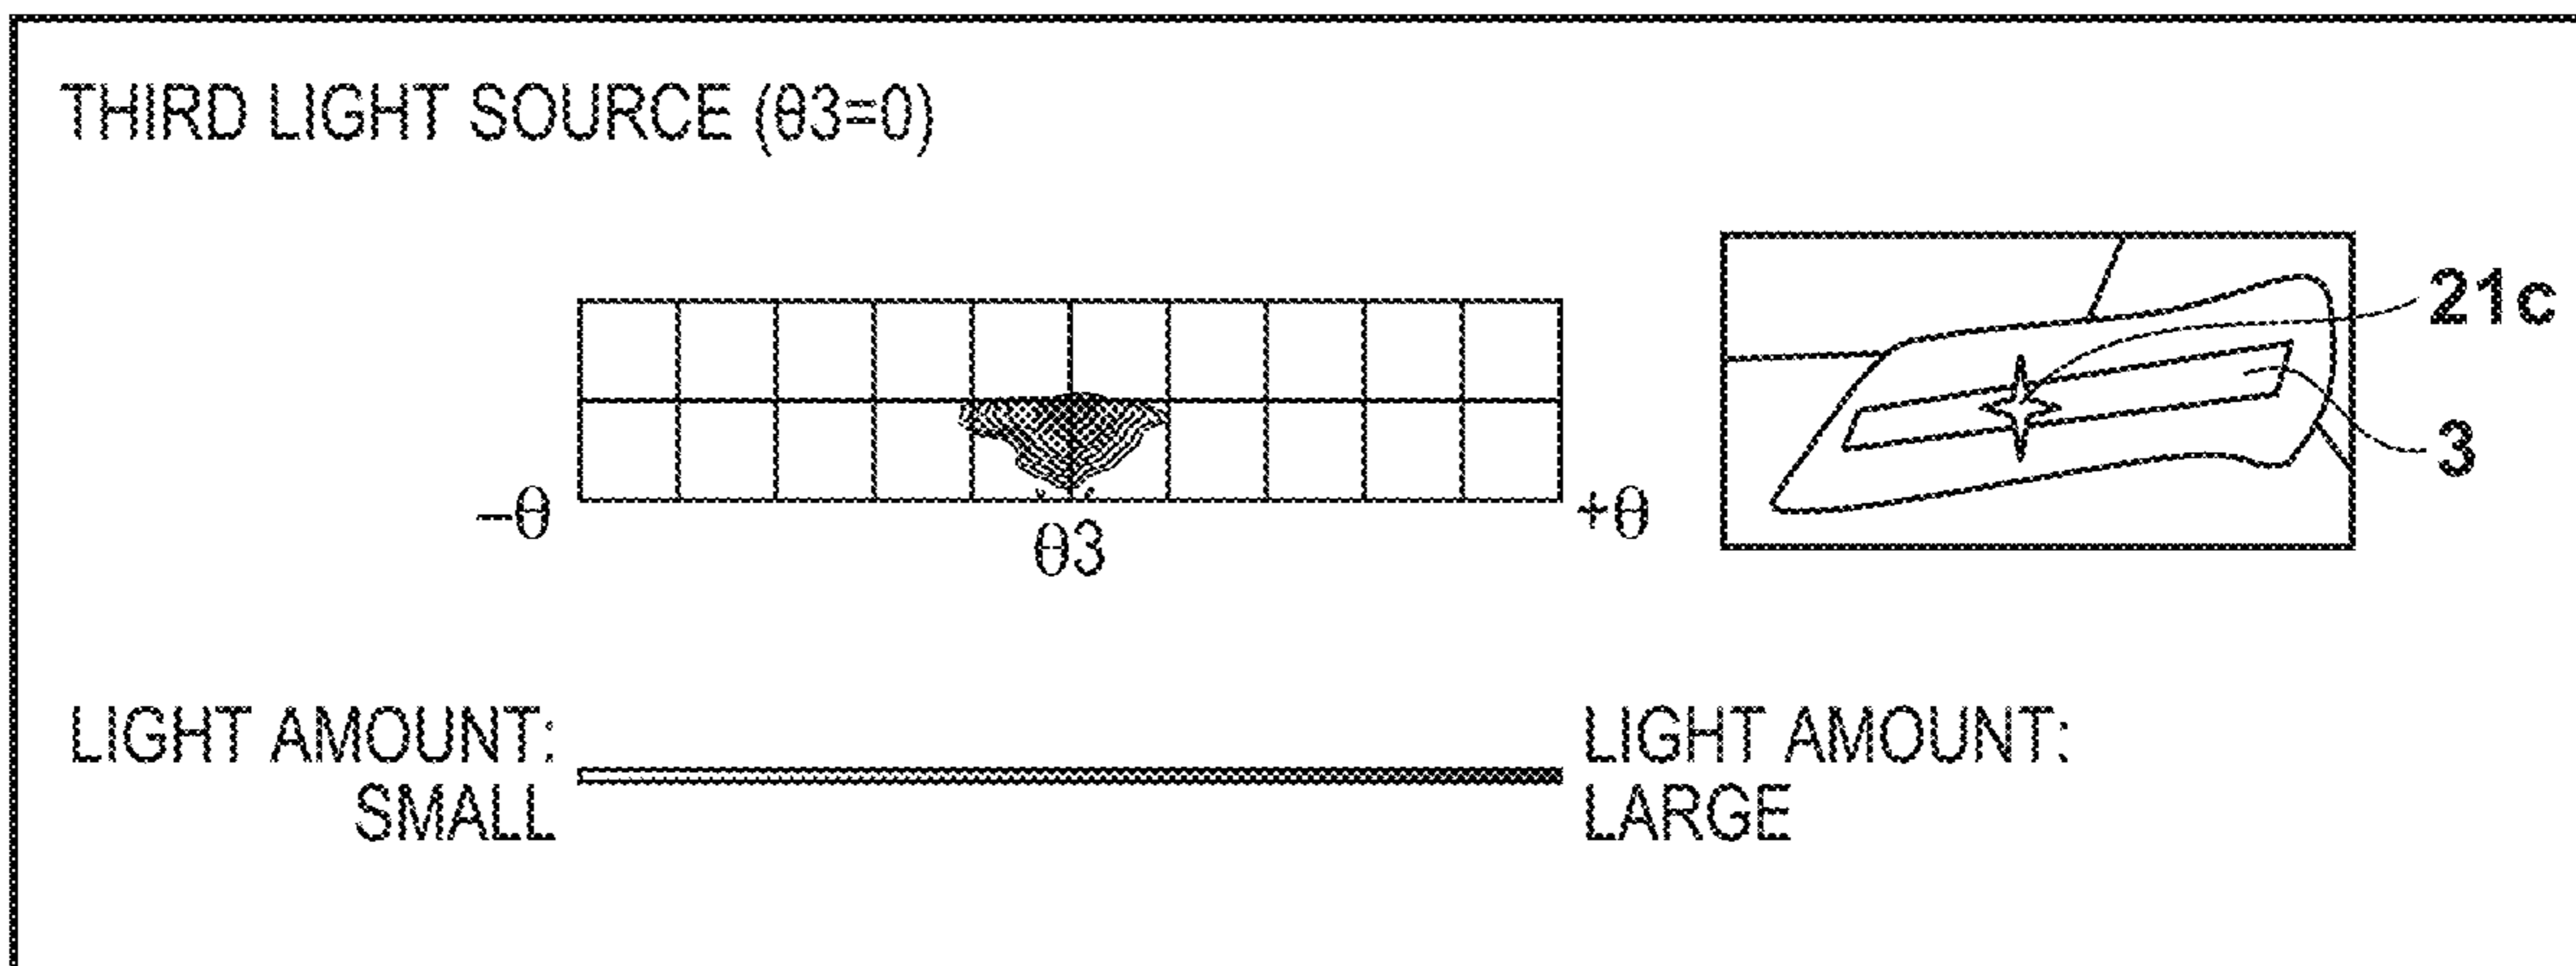 THIRD LIGHT SOURCE (θ3=0)
21c
3
−θ
+θ
θ3
LIGHT AMOUNT:
SMALL
LIGHT AMOUNT:
LARGE